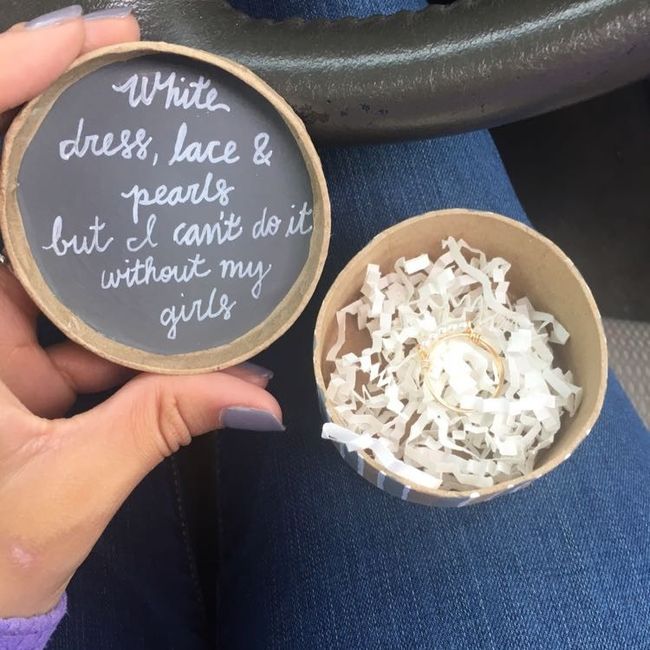 White
dress, lace &
pearls
but I can't do it
without my
girls